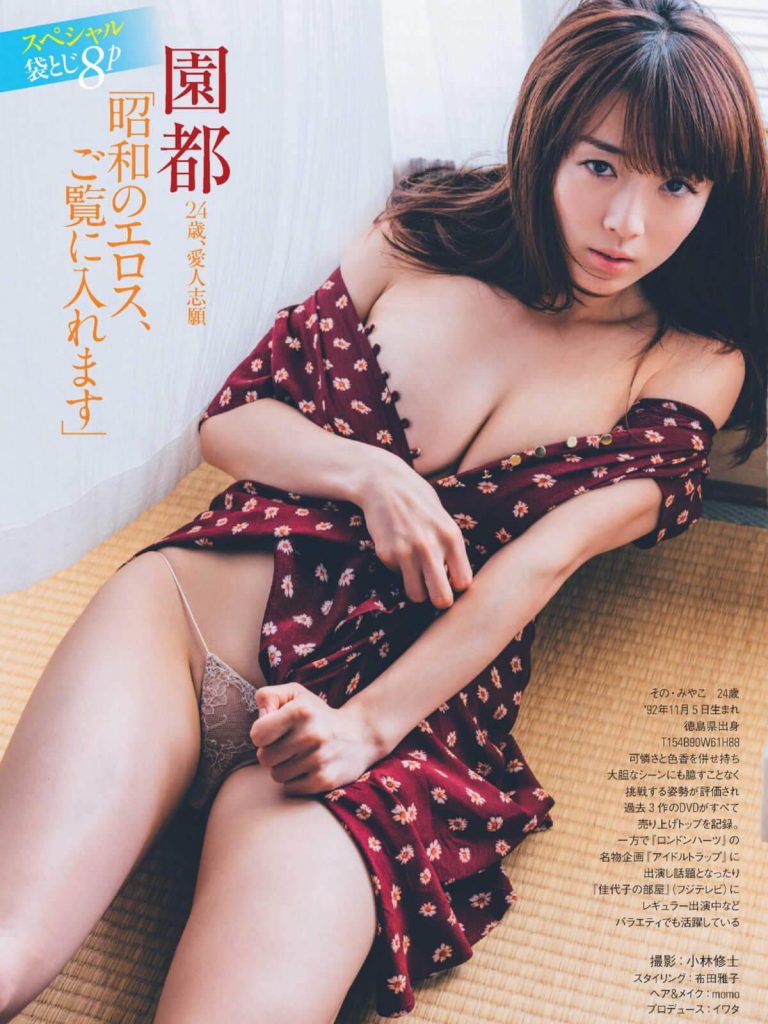 スペシャル
袋とじ8p
園都
24歳、愛人志願
「昭和のエロス、
ご覧に入れます」
その・みやこ 24歳
'92年11月5日生まれ
徳島県出身
T154B90W61H88
可憐さと色香を併せ持ち
大胆なシーンにも臆すことなく
挑戦する姿勢が評価され
過去3作のDVDがすべて
売り上げトップを記録。
一方で『ロンドンハーツ』の
名物企画『アイドルトラップ』に
出演し話題となったり
『佳代子の部屋』(フジテレビ)に
レギュラー出演中など
バラエティでも活躍している
撮影:小林修士
スタイリング:布田雅子
ヘア&メイク:momo
プロデュース:イワタ